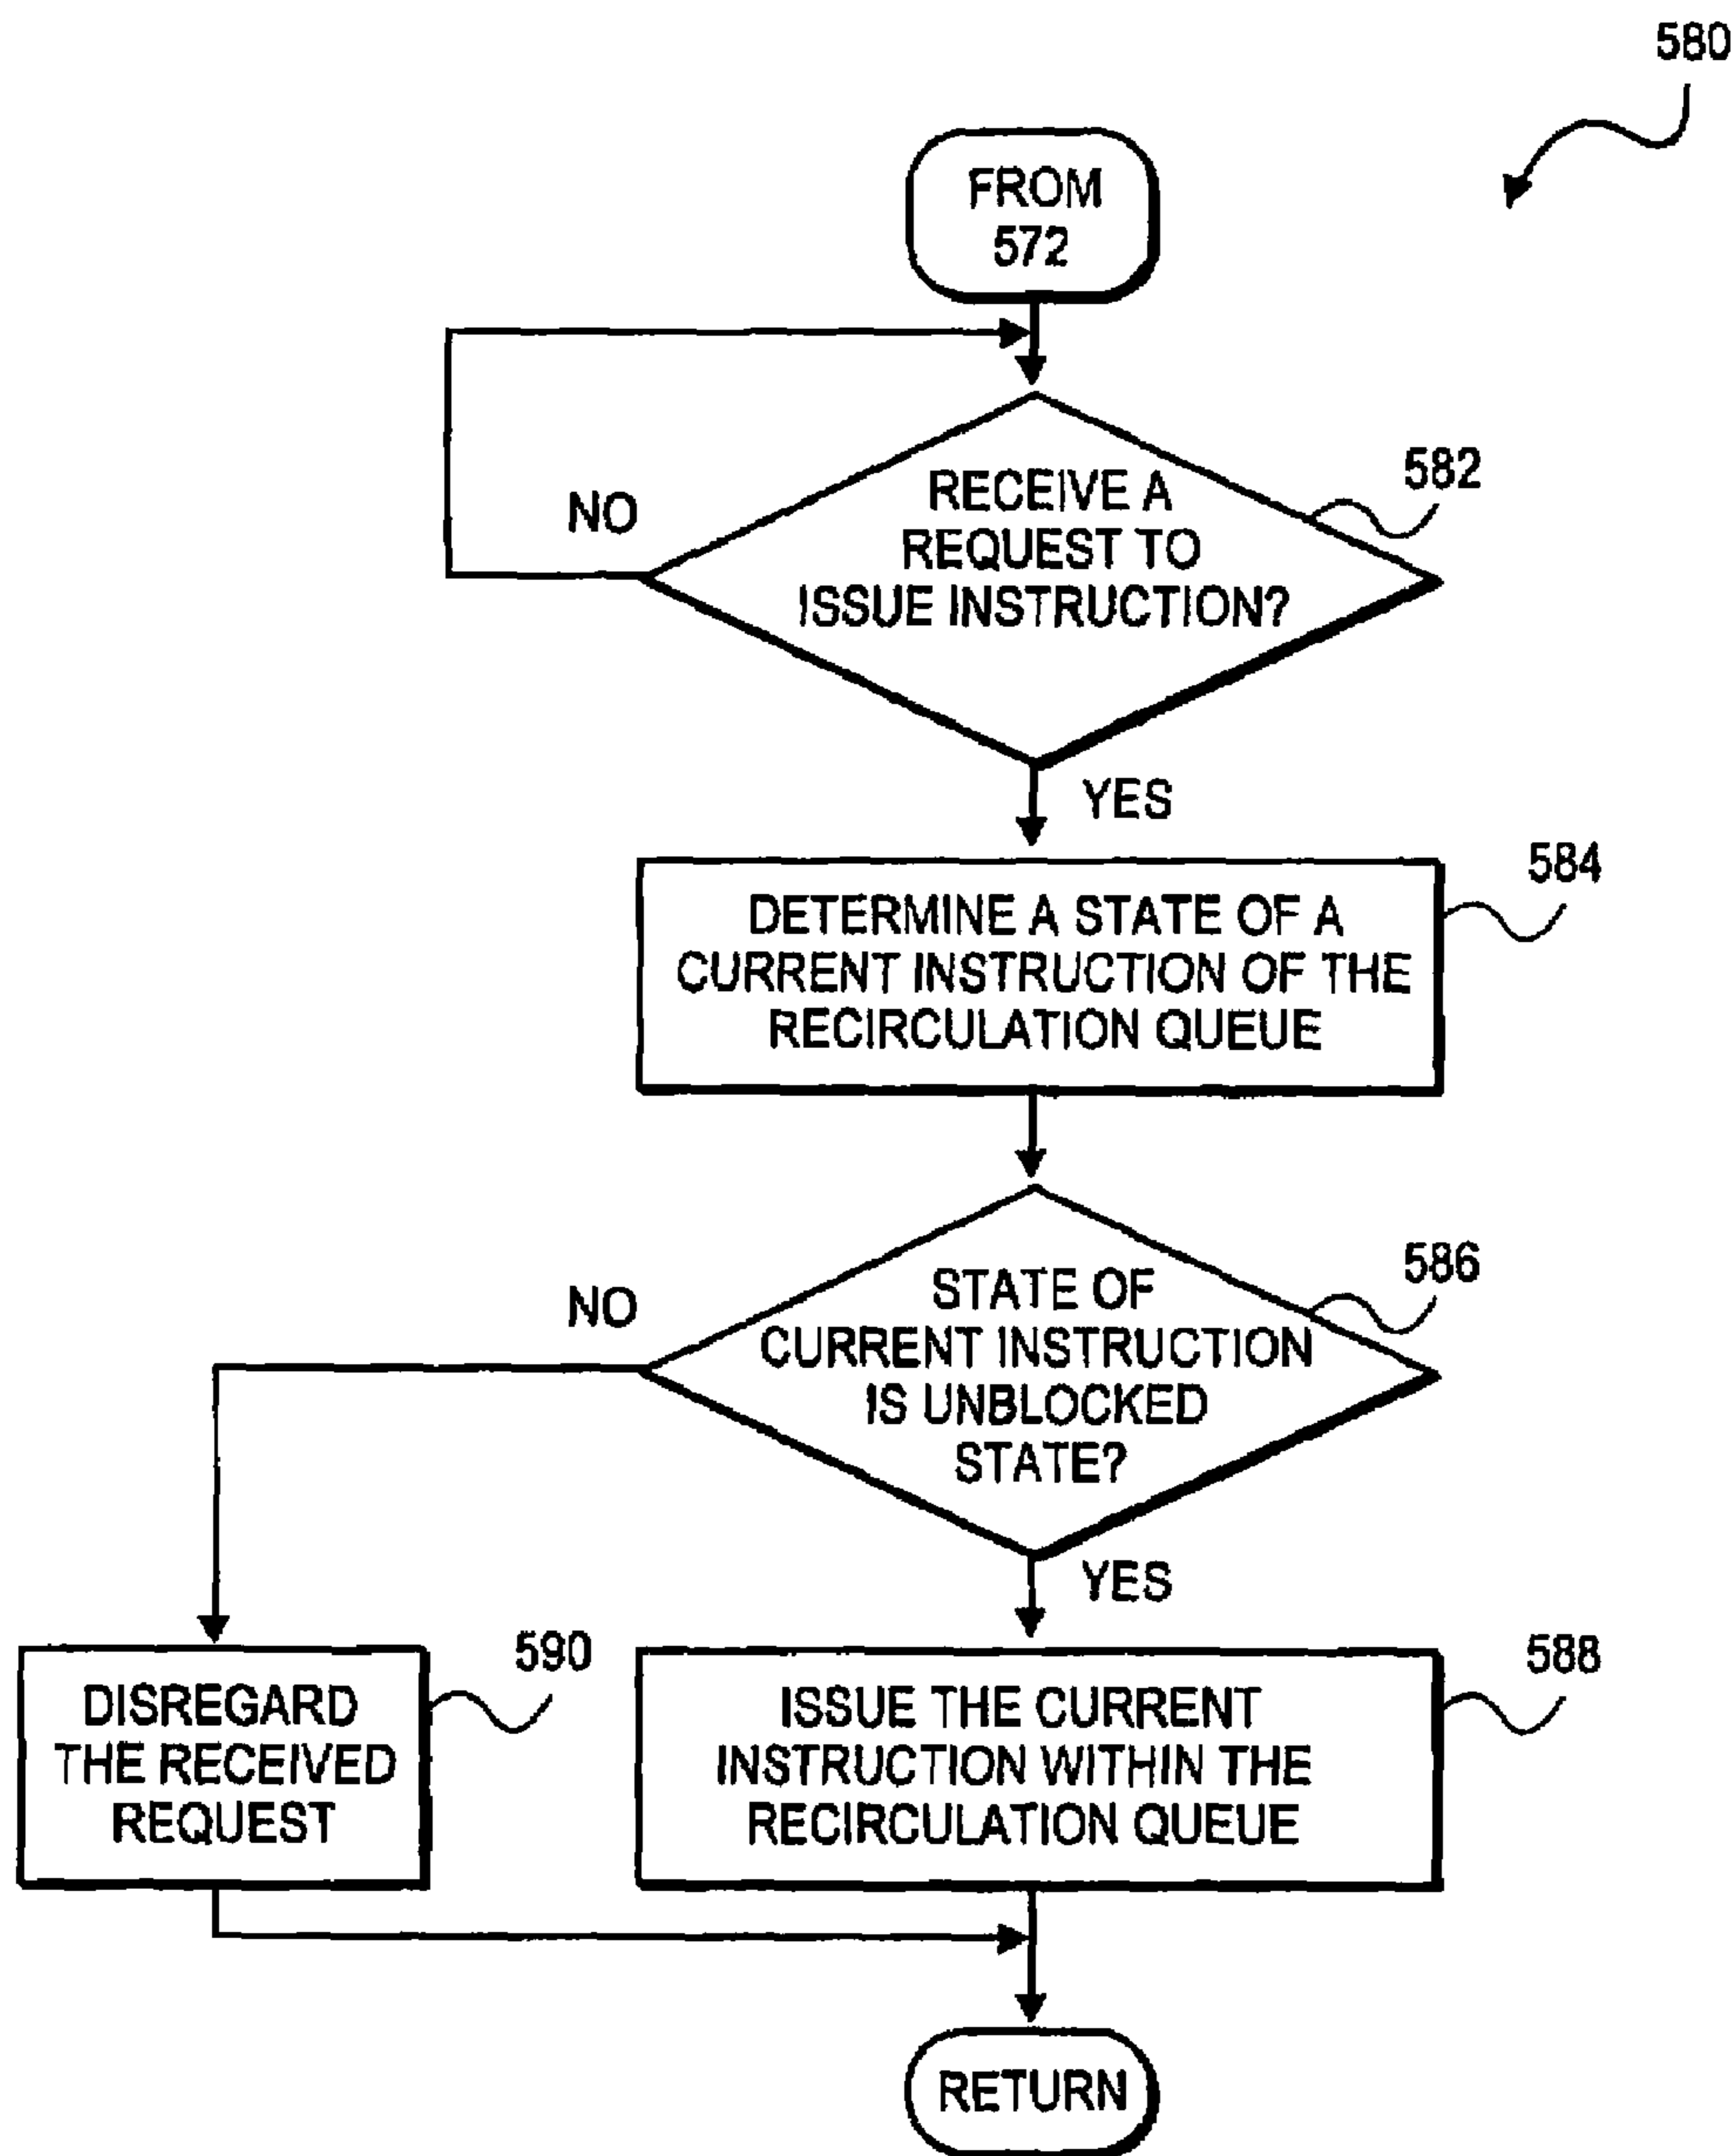 580
FROM
572
RECEIVE A
REQUEST TO
ISSUE INSTRUCTION?
582
NO
YES
DETERMINE A STATE OF A
CURRENT INSTRUCTION OF THE
RECIRCULATION QUEUE
584
STATE OF
CURRENT INSTRUCTION
IS UNBLOCKED
STATE?
586
NO
YES
DISREGARD
THE RECEIVED
REQUEST
590
ISSUE THE CURRENT
INSTRUCTION WITHIN THE
RECIRCULATION QUEUE
588
RETURN